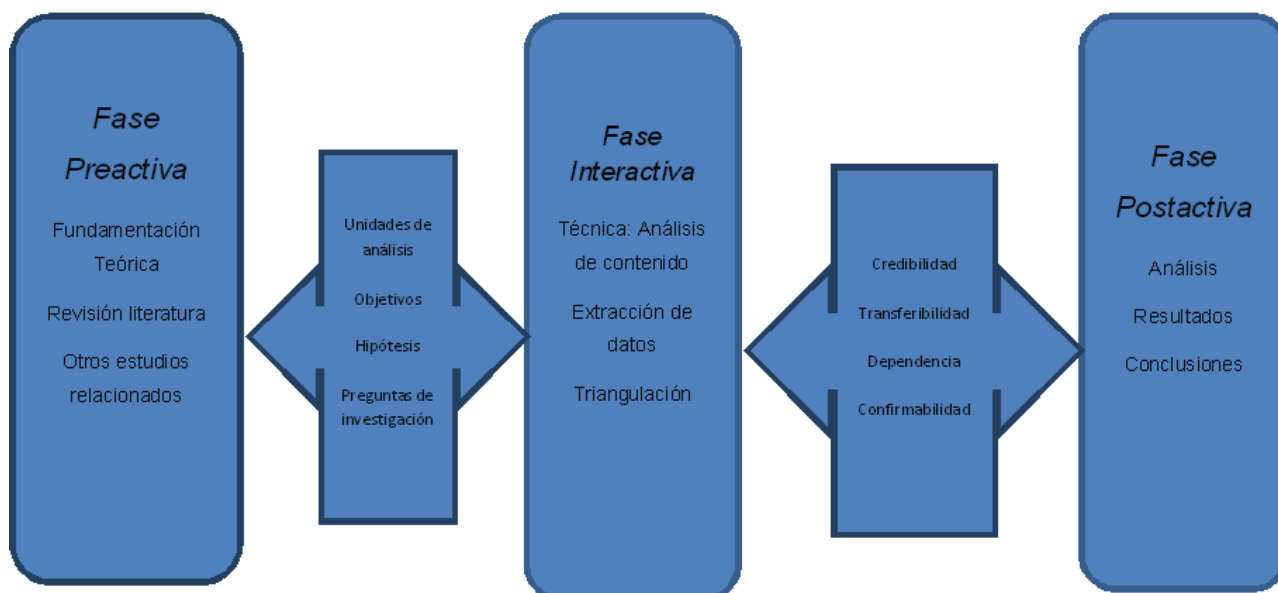 Fase
Preactiva
Fundamentación
Teórica
Revisión literatura
Otros estudios
relacionados
Unidades de
análisis
Objetivos
Hipótesis
Preguntas de
investigación
Fase
Interactiva
Técnica: Análisis
de contenido
Extracción de
datos
Triangulación
Credibilidad
Transferibilidad
Dependencia
Confirmabilidad
Fase
Postactiva
Análisis
Resultados
Conclusiones